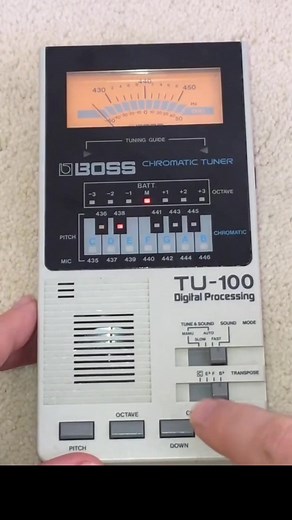 430 440 450
TUNING GUIDE
BOSS CHROMATIC TUNER
BATT
-3 -2 -1 M +1 +2 +3 OCTAVE
436 438 441 443 445
PITCH CHROMATIC
MIC 435 437 439 440 442 444 446
TU-100
Digital Processing
TUNE & SOUND SOUND MODE
MANU. AUTO
SLOW FAST
C E♭ F B♭ TRANSPOSE
OCTAVE
PITCH DOWN